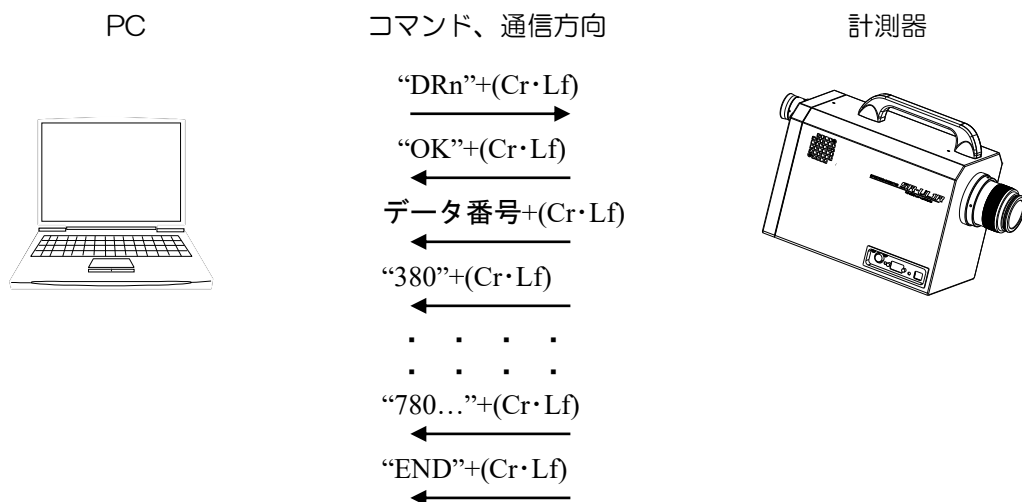 PC コマンド、通信方向 計測器
“DRn”+(Cr･Lf)
“OK”+(Cr･Lf)
データ番号+(Cr･Lf)
“380”+(Cr･Lf)
・ ・ ・ ・
・ ・ ・ ・
“780…”+(Cr･Lf)
“END”+(Cr･Lf)